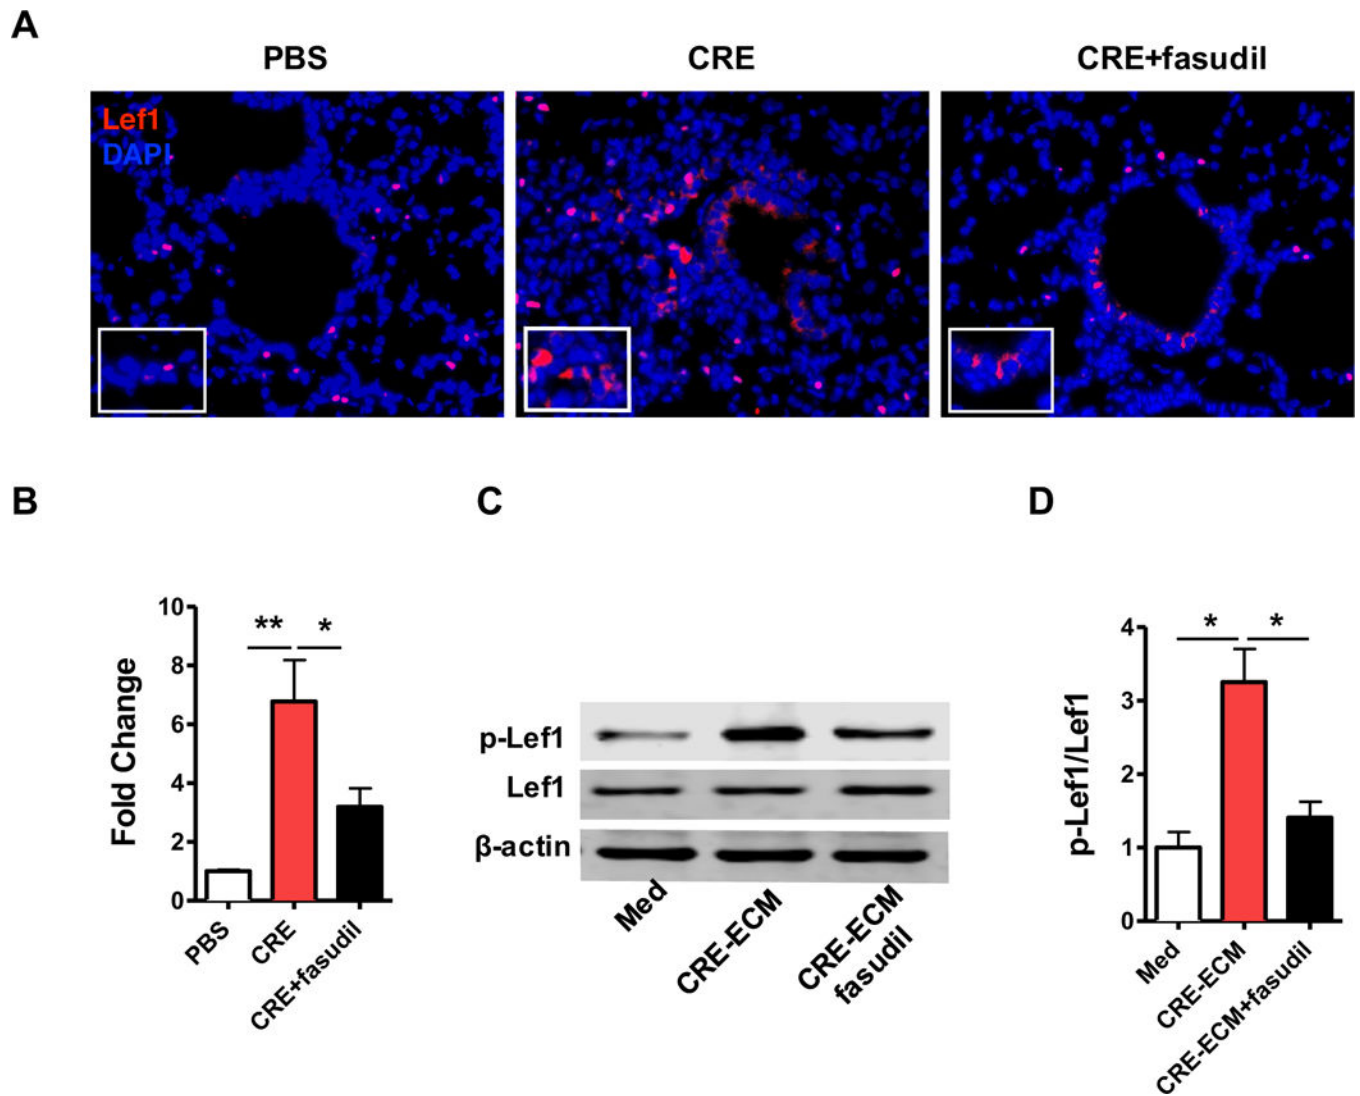 A
PBS
CRE
CRE+fasudil
Lef1
DAPI
B
C
D
10
8
6
4
2
0
Fold Change
**
*
PBS
CRE
CRE+fasudil
p-Lef1
Lef1
β-actin
Med
CRE-ECM
CRE-ECM
fasudil
4
3
2
1
0
p-Lef1/Lef1
*
*
Med
CRE-ECM
CRE-ECM+fasudil